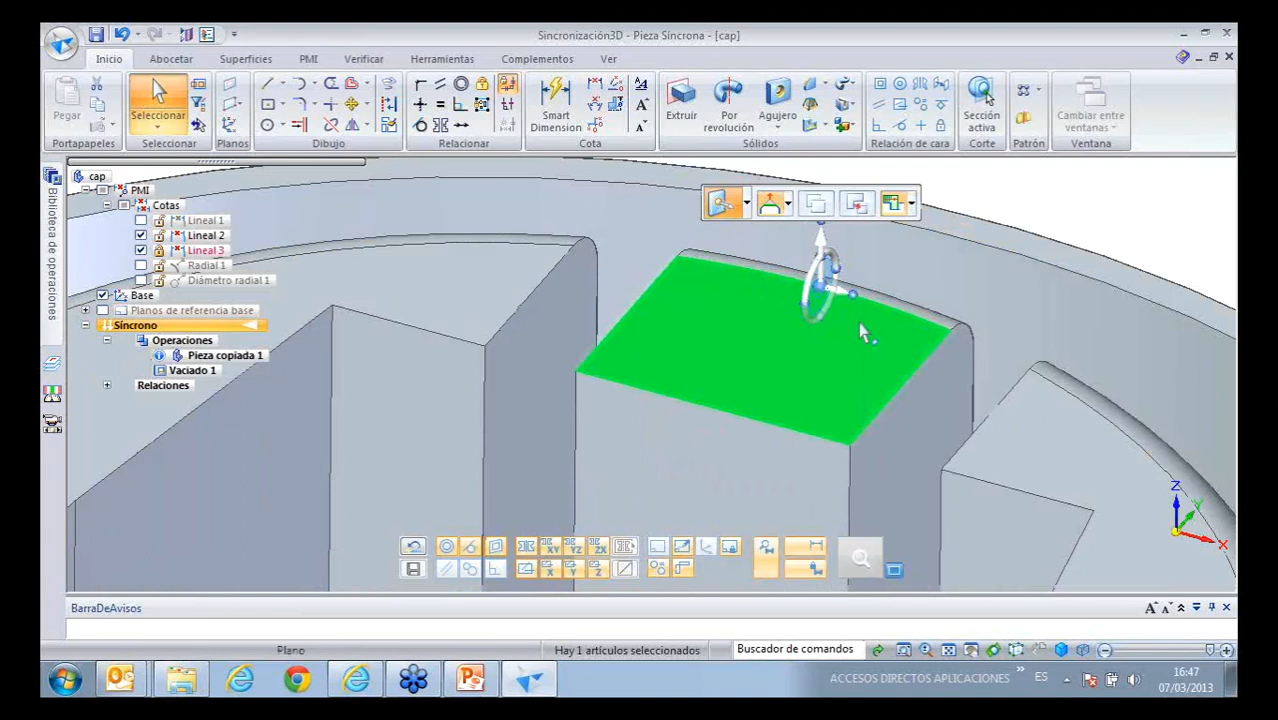 Sincronización3D - Pieza Síncrona - [cap]
Inicio Abocetar Superficies PMI Verificar Herramientas Complementos Ver
Pegar
Seleccionar
Smart Dimension
Extruir
Por revolución
Agujero
Sección activa
Cambiar entre ventanas
Portapapeles Seleccionar Planos Dibujo Relacionar Cota Sólidos Relación de cara Corte Patrón Ventana
Biblioteca de operaciones
cap
PMI
Cotas
Lineal 1
Lineal 2
Lineal 3
Radial 1
Diámetro radial 1
Base
Planos de referencia base
Síncrono
Operaciones
Pieza copiada 1
Vaciado 1
Relaciones
XY YZ ZX
X Y Z
Z
Y
X
BarraDeAvisos
Plano
Hay 1 artículos seleccionados
Buscador de comandos
ACCESOS DIRECTOS APLICACIONES
ES
16:47
07/03/2013